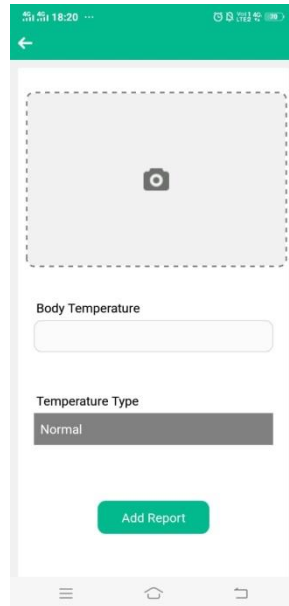 18:20 ...
Body Temperature
Temperature Type
Normal
Add Report